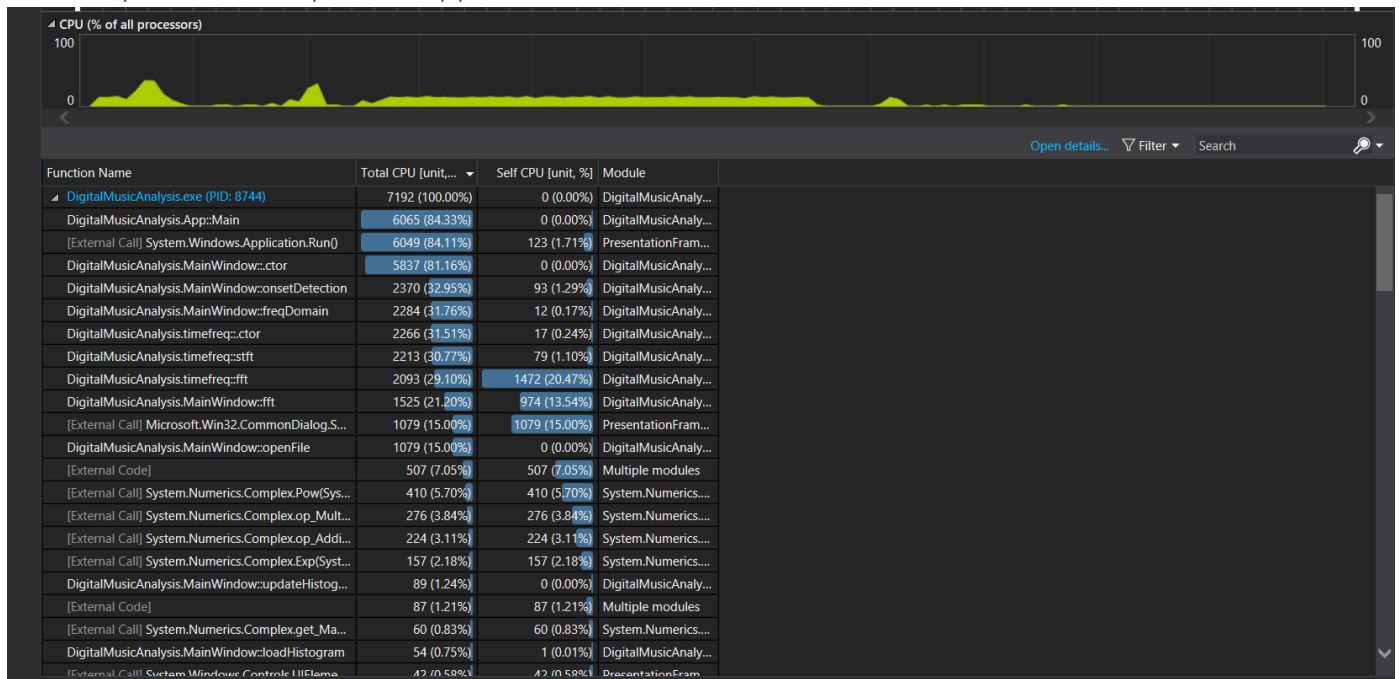 CPU (% of all processors)
100 100
0 0
Open details... Filter Search
Function Name Total CPU [unit,... Self CPU [unit, %] Module
DigitalMusicAnalysis.exe (PID: 8744) 7192 (100.00%) 0 (0.00%) DigitalMusicAnaly...
DigitalMusicAnalysis.App::Main 6065 (84.33%) 0 (0.00%) DigitalMusicAnaly...
[External Call] System.Windows.Application.Run() 6049 (84.11%) 123 (1.71%) PresentationFram...
DigitalMusicAnalysis.MainWindow::.ctor 5837 (81.16%) 0 (0.00%) DigitalMusicAnaly...
DigitalMusicAnalysis.MainWindow::onsetDetection 2370 (32.95%) 93 (1.29%) DigitalMusicAnaly...
DigitalMusicAnalysis.MainWindow::freqDomain 2284 (31.76%) 12 (0.17%) DigitalMusicAnaly...
DigitalMusicAnalysis.timefreq::.ctor 2266 (31.51%) 17 (0.24%) DigitalMusicAnaly...
DigitalMusicAnalysis.timefreq::stft 2213 (30.77%) 79 (1.10%) DigitalMusicAnaly...
DigitalMusicAnalysis.timefreq::fft 2093 (29.10%) 1472 (20.47%) DigitalMusicAnaly...
DigitalMusicAnalysis.MainWindow::fft 1525 (21.20%) 974 (13.54%) DigitalMusicAnaly...
[External Call] Microsoft.Win32.CommonDialog.S... 1079 (15.00%) 1079 (15.00%) PresentationFram...
DigitalMusicAnalysis.MainWindow::openFile 1079 (15.00%) 0 (0.00%) DigitalMusicAnaly...
[External Code] 507 (7.05%) 507 (7.05%) Multiple modules
[External Call] System.Numerics.Complex.Pow(Sys... 410 (5.70%) 410 (5.70%) System.Numerics....
[External Call] System.Numerics.Complex.op_Mult... 276 (3.84%) 276 (3.84%) System.Numerics....
[External Call] System.Numerics.Complex.op_Addi... 224 (3.11%) 224 (3.11%) System.Numerics....
[External Call] System.Numerics.Complex.Exp(Syst... 157 (2.18%) 157 (2.18%) System.Numerics....
DigitalMusicAnalysis.MainWindow::updateHistog... 89 (1.24%) 0 (0.00%) DigitalMusicAnaly...
[External Code] 87 (1.21%) 87 (1.21%) Multiple modules
[External Call] System.Numerics.Complex.get_Ma... 60 (0.83%) 60 (0.83%) System.Numerics....
DigitalMusicAnalysis.MainWindow::loadHistogram 54 (0.75%) 1 (0.01%) DigitalMusicAnaly...
[External Call] System.Windows.Controls.UIEleme... 42 (0.58%) 42 (0.58%) PresentationFram...